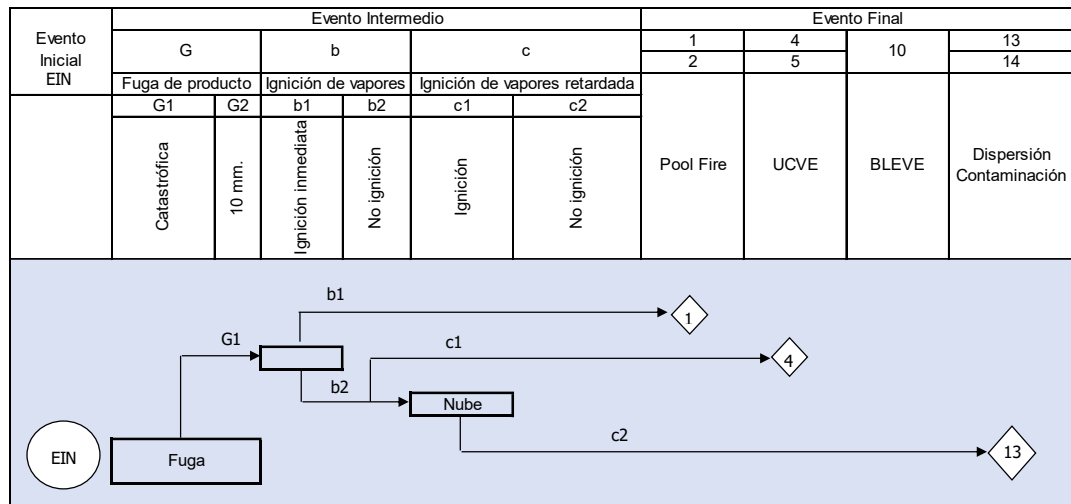 Evento Inicial EIN
Evento Intermedio
Evento Final
G
b
c
1
4
10
13
2
5
14
Fuga de producto
Ignición de vapores
Ignición de vapores retardada
G1
G2
b1
b2
c1
c2
Catastrófica
10 mm.
Ignición inmediata
No ignición
Ignición
No ignición
Pool Fire
UCVE
BLEVE
Dispersión
Contaminación
b1
1
G1
c1
4
b2
Nube
c2
13
EIN
Fuga